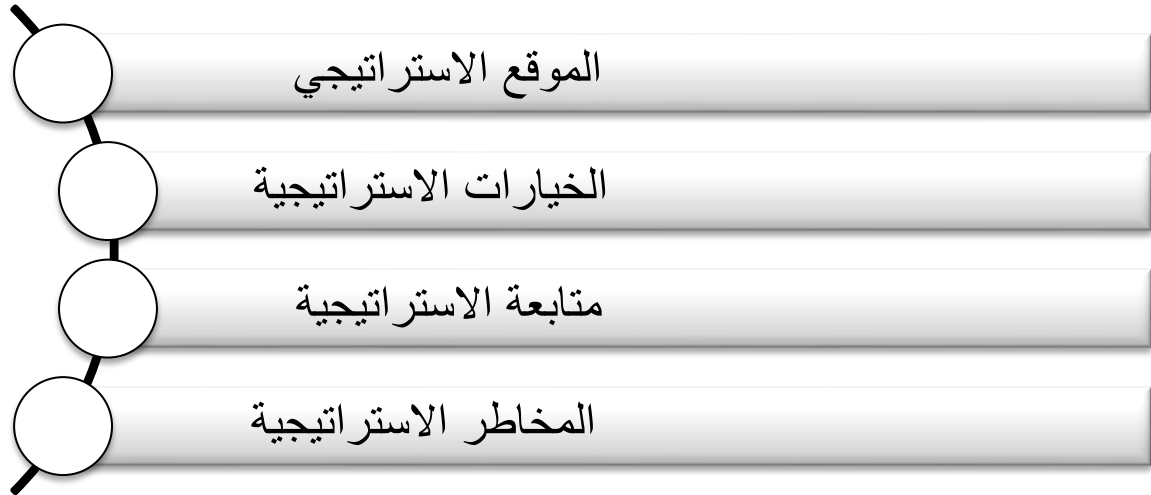 الموقع الاستراتيجي
الخيارات الاستراتيجية
متابعة الاستراتيجية
المخاطر الاستراتيجية